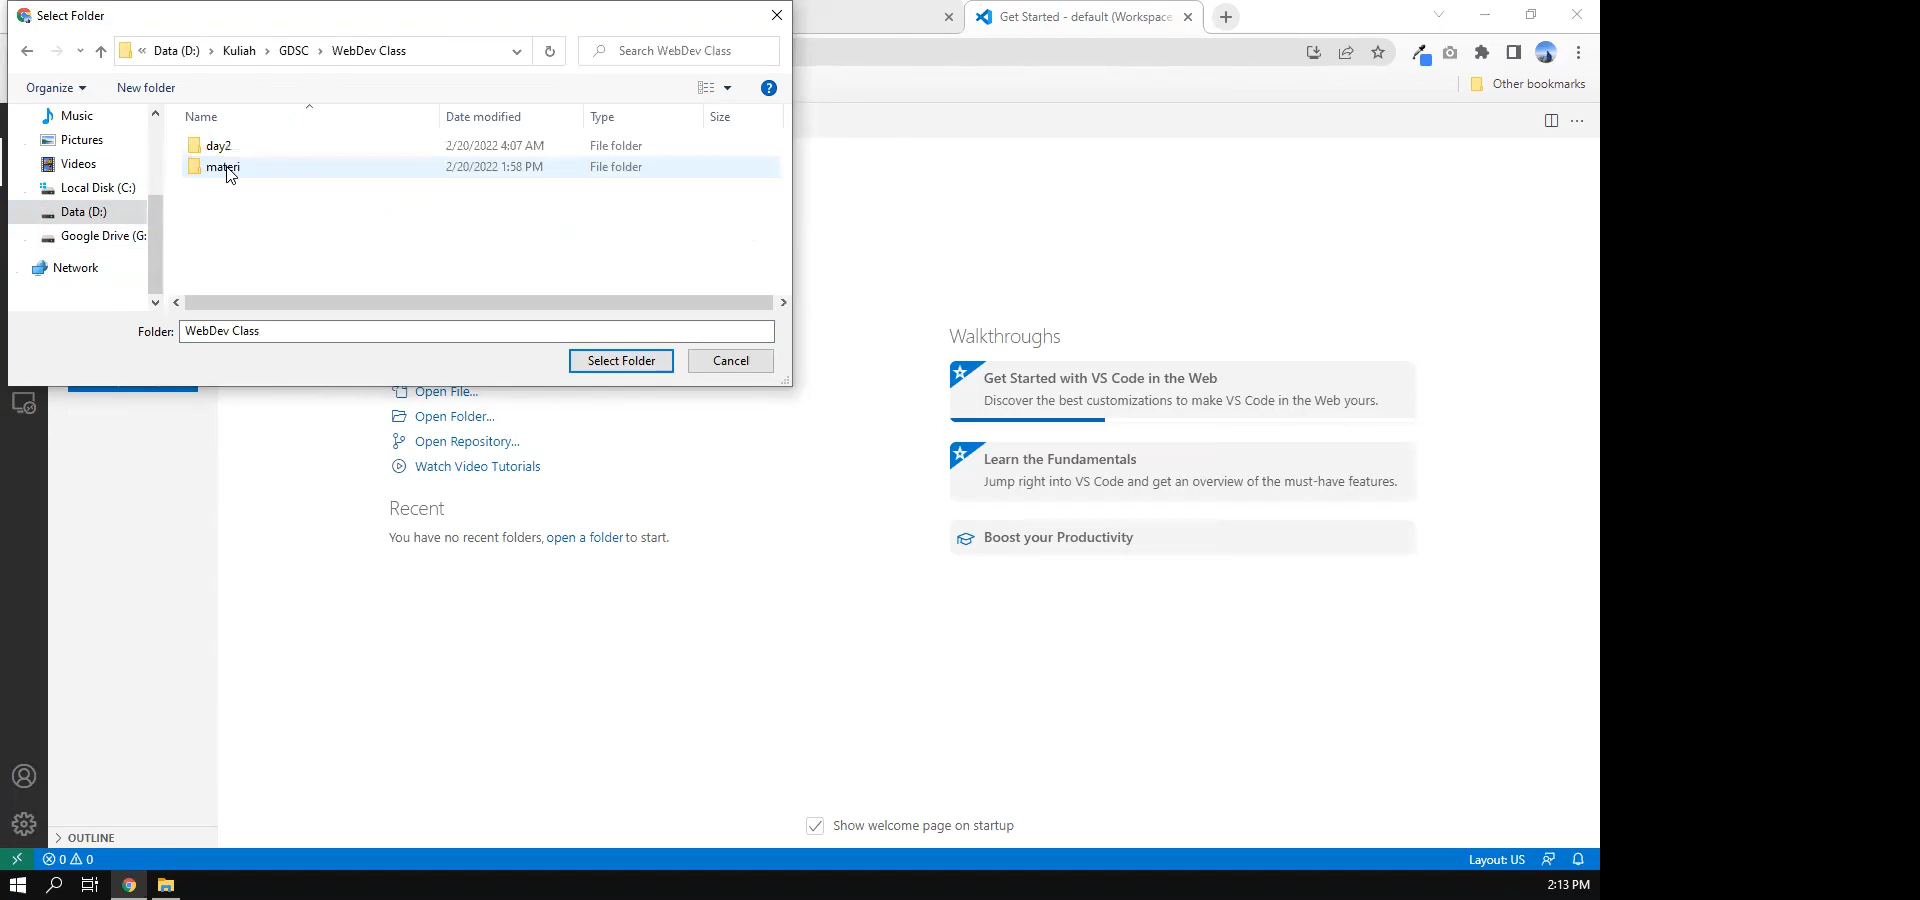 Select Folder
« Data (D:) > Kuliah > GDSC > WebDev Class
Search WebDev Class
Organize
New folder
Music
Pictures
Videos
Local Disk (C:)
Data (D:)
Google Drive (G:
Network
Name Date modified Type Size
day2 2/20/2022 4:07 AM File folder
materi 2/20/2022 1:58 PM File folder
Folder: WebDev Class
Select Folder
Cancel
Get Started - default (Workspace
Other bookmarks
Open File...
Open Folder...
Open Repository...
Watch Video Tutorials
Recent
You have no recent folders, open a folder to start.
Walkthroughs
Get Started with VS Code in the Web
Discover the best customizations to make VS Code in the Web yours.
Learn the Fundamentals
Jump right into VS Code and get an overview of the must-have features.
Boost your Productivity
Show welcome page on startup
OUTLINE
0 0
Layout: US
2:13 PM